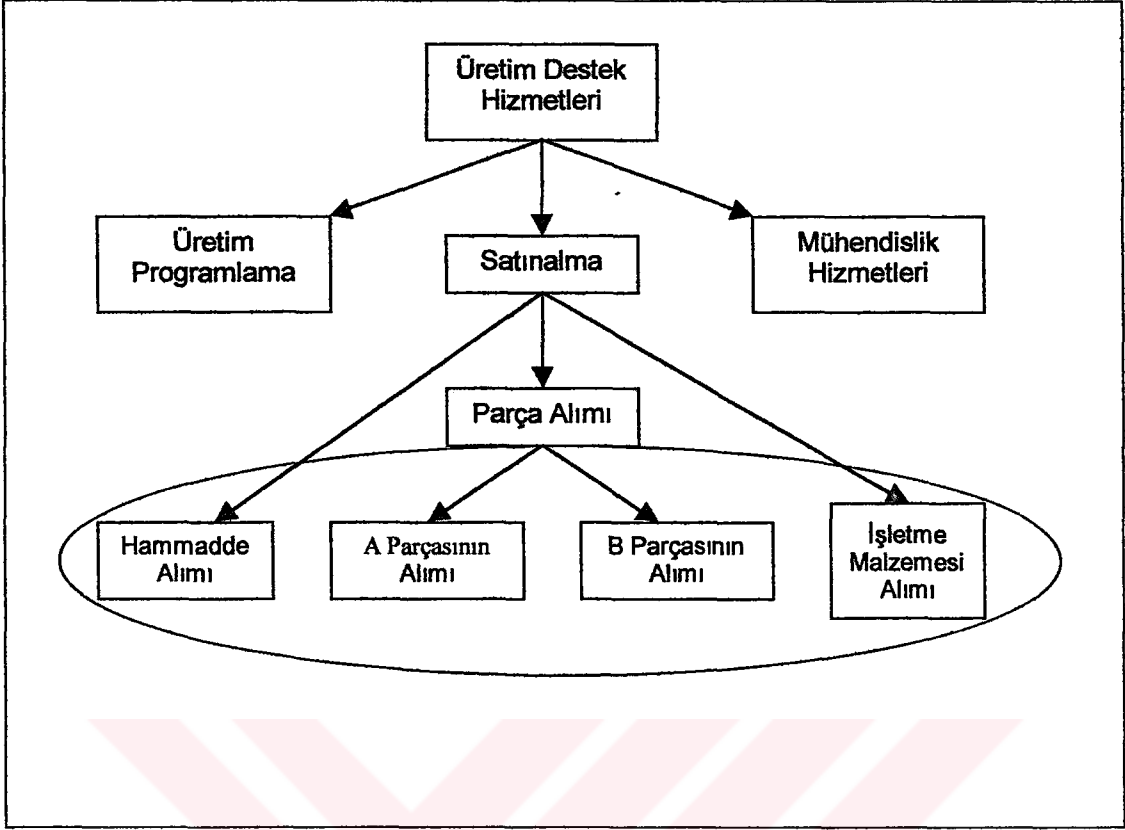 Üretim Destek
Hizmetleri
Üretim
Programlama
Satınalma
Mühendislik
Hizmetleri
Parça Alımı
Hammadde
Alımı
A Parçasının
Alımı
B Parçasının
Alımı
İşletme
Malzemesi
Alımı